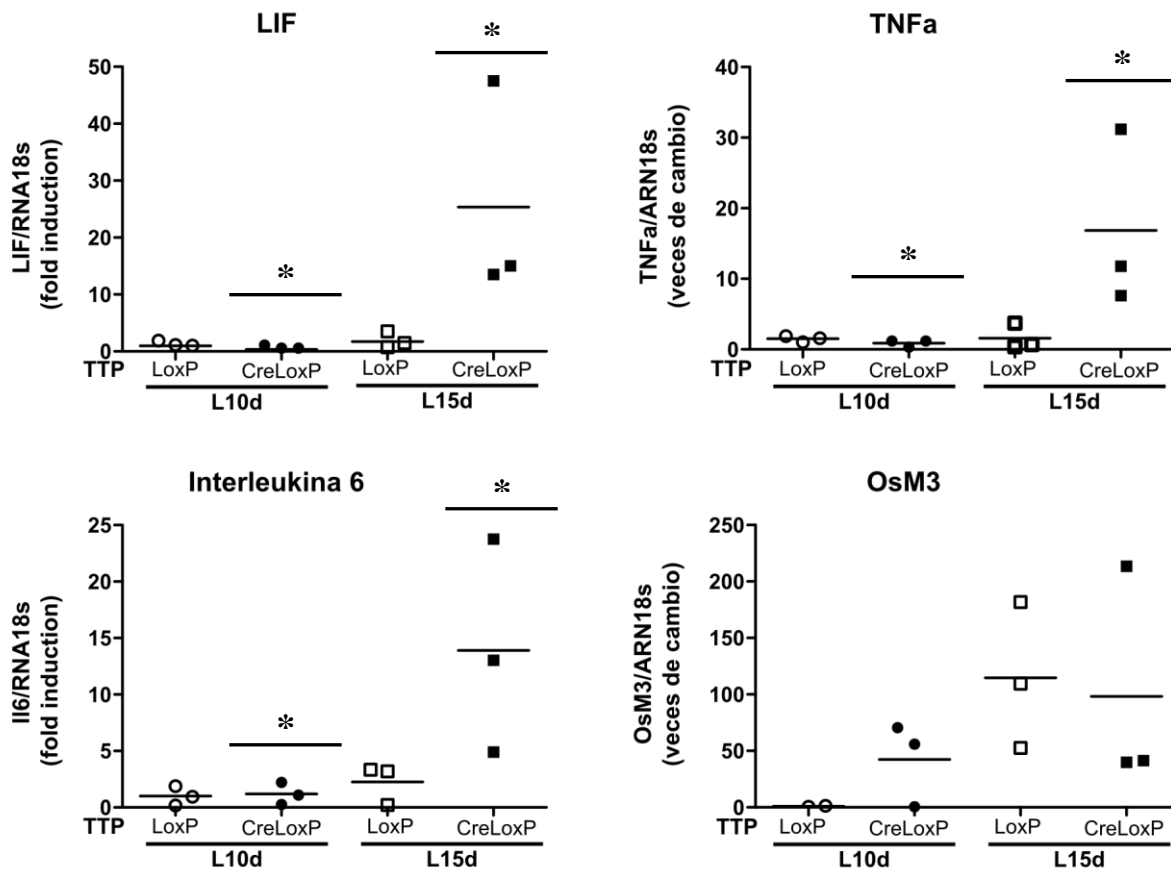 LIF
*
*
50
40
30
20
10
0
LIF/RNA18s
(fold induction)
TTP
LoxP
CreLoxP
LoxP
CreLoxP
L10d
L15d
TNFa
*
*
40
30
20
10
0
TNFa/ARN18s
(veces de cambio)
TTP
LoxP
CreLoxP
LoxP
CreLoxP
L10d
L15d
Interleukina 6
*
*
25
20
15
10
5
0
Il6/RNA18s
(fold induction)
TTP
LoxP
CreLoxP
LoxP
CreLoxP
L10d
L15d
OsM3
250
200
150
100
50
0
OsM3/ARN18s
(veces de cambio)
TTP
LoxP
CreLoxP
LoxP
CreLoxP
L10d
L15d